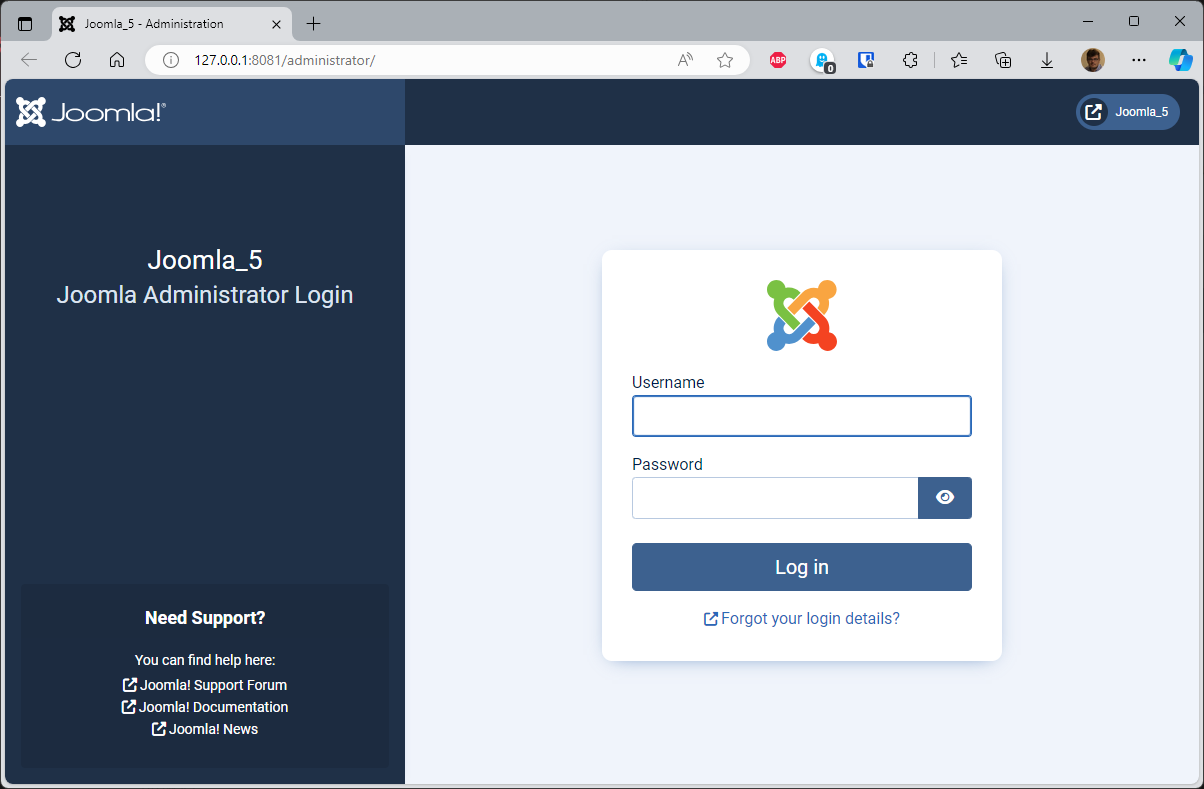 Joomla_5 - Administration
127.0.0.1:8081/administrator/
A
ABP
0
Joomla!®
Joomla_5
Joomla_5
Joomla Administrator Login
Username
Password
Log in
Forgot your login details?
Need Support?
You can find help here:
Joomla! Support Forum
Joomla! Documentation
Joomla! News